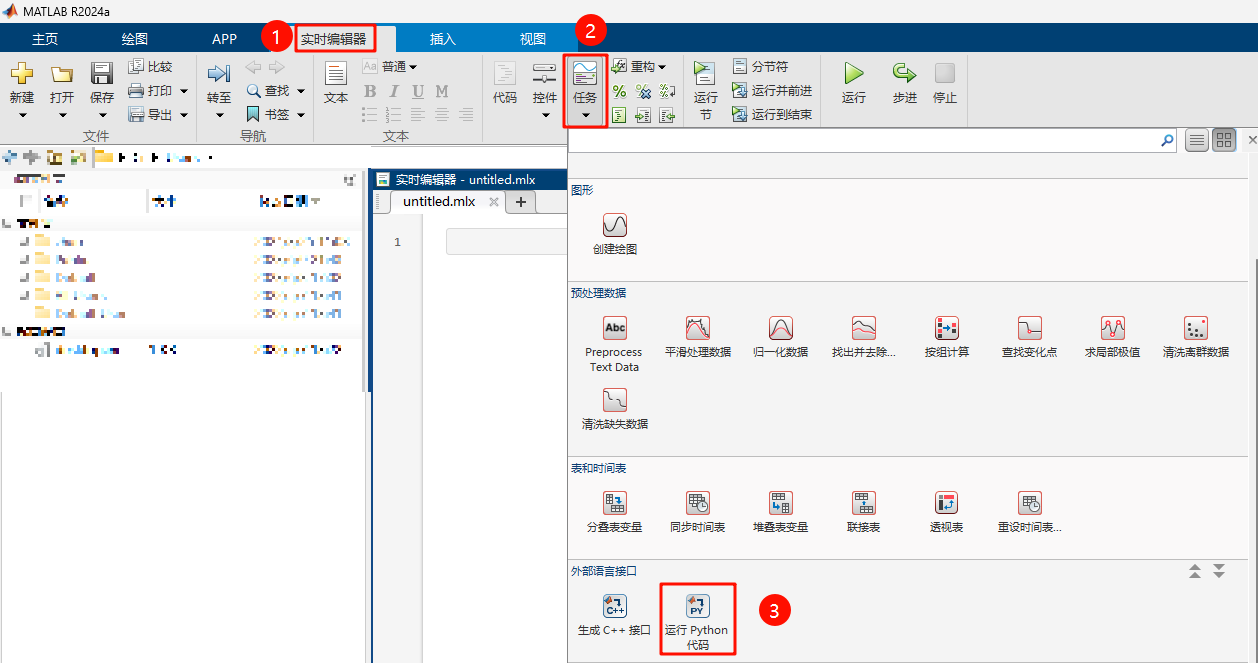 MATLAB R2024a
主页
绘图
APP
1
实时编辑器
插入
2
视图
新建
打开
保存
比较
打印
导出
文件
转至
查找
书签
导航
文本
Aa 普通
B I U M
文本
代码
控件
任务
重构
运行
节
分节符
运行并前进
运行到结束
运行
步进
停止
实时编辑器 - untitled.mlx
untitled.mlx
1
图形
创建绘图
预处理数据
Abc
Preprocess
Text Data
平滑处理数据
归一化数据
找出并去除...
按组计算
查找变化点
求局部极值
清洗离群数据
清洗缺失数据
表和时间表
分叠表变量
同步时间表
堆叠表变量
联接表
透视表
重设时间表...
外部语言接口
C++
生成 C++ 接口
PY
运行 Python
代码
3